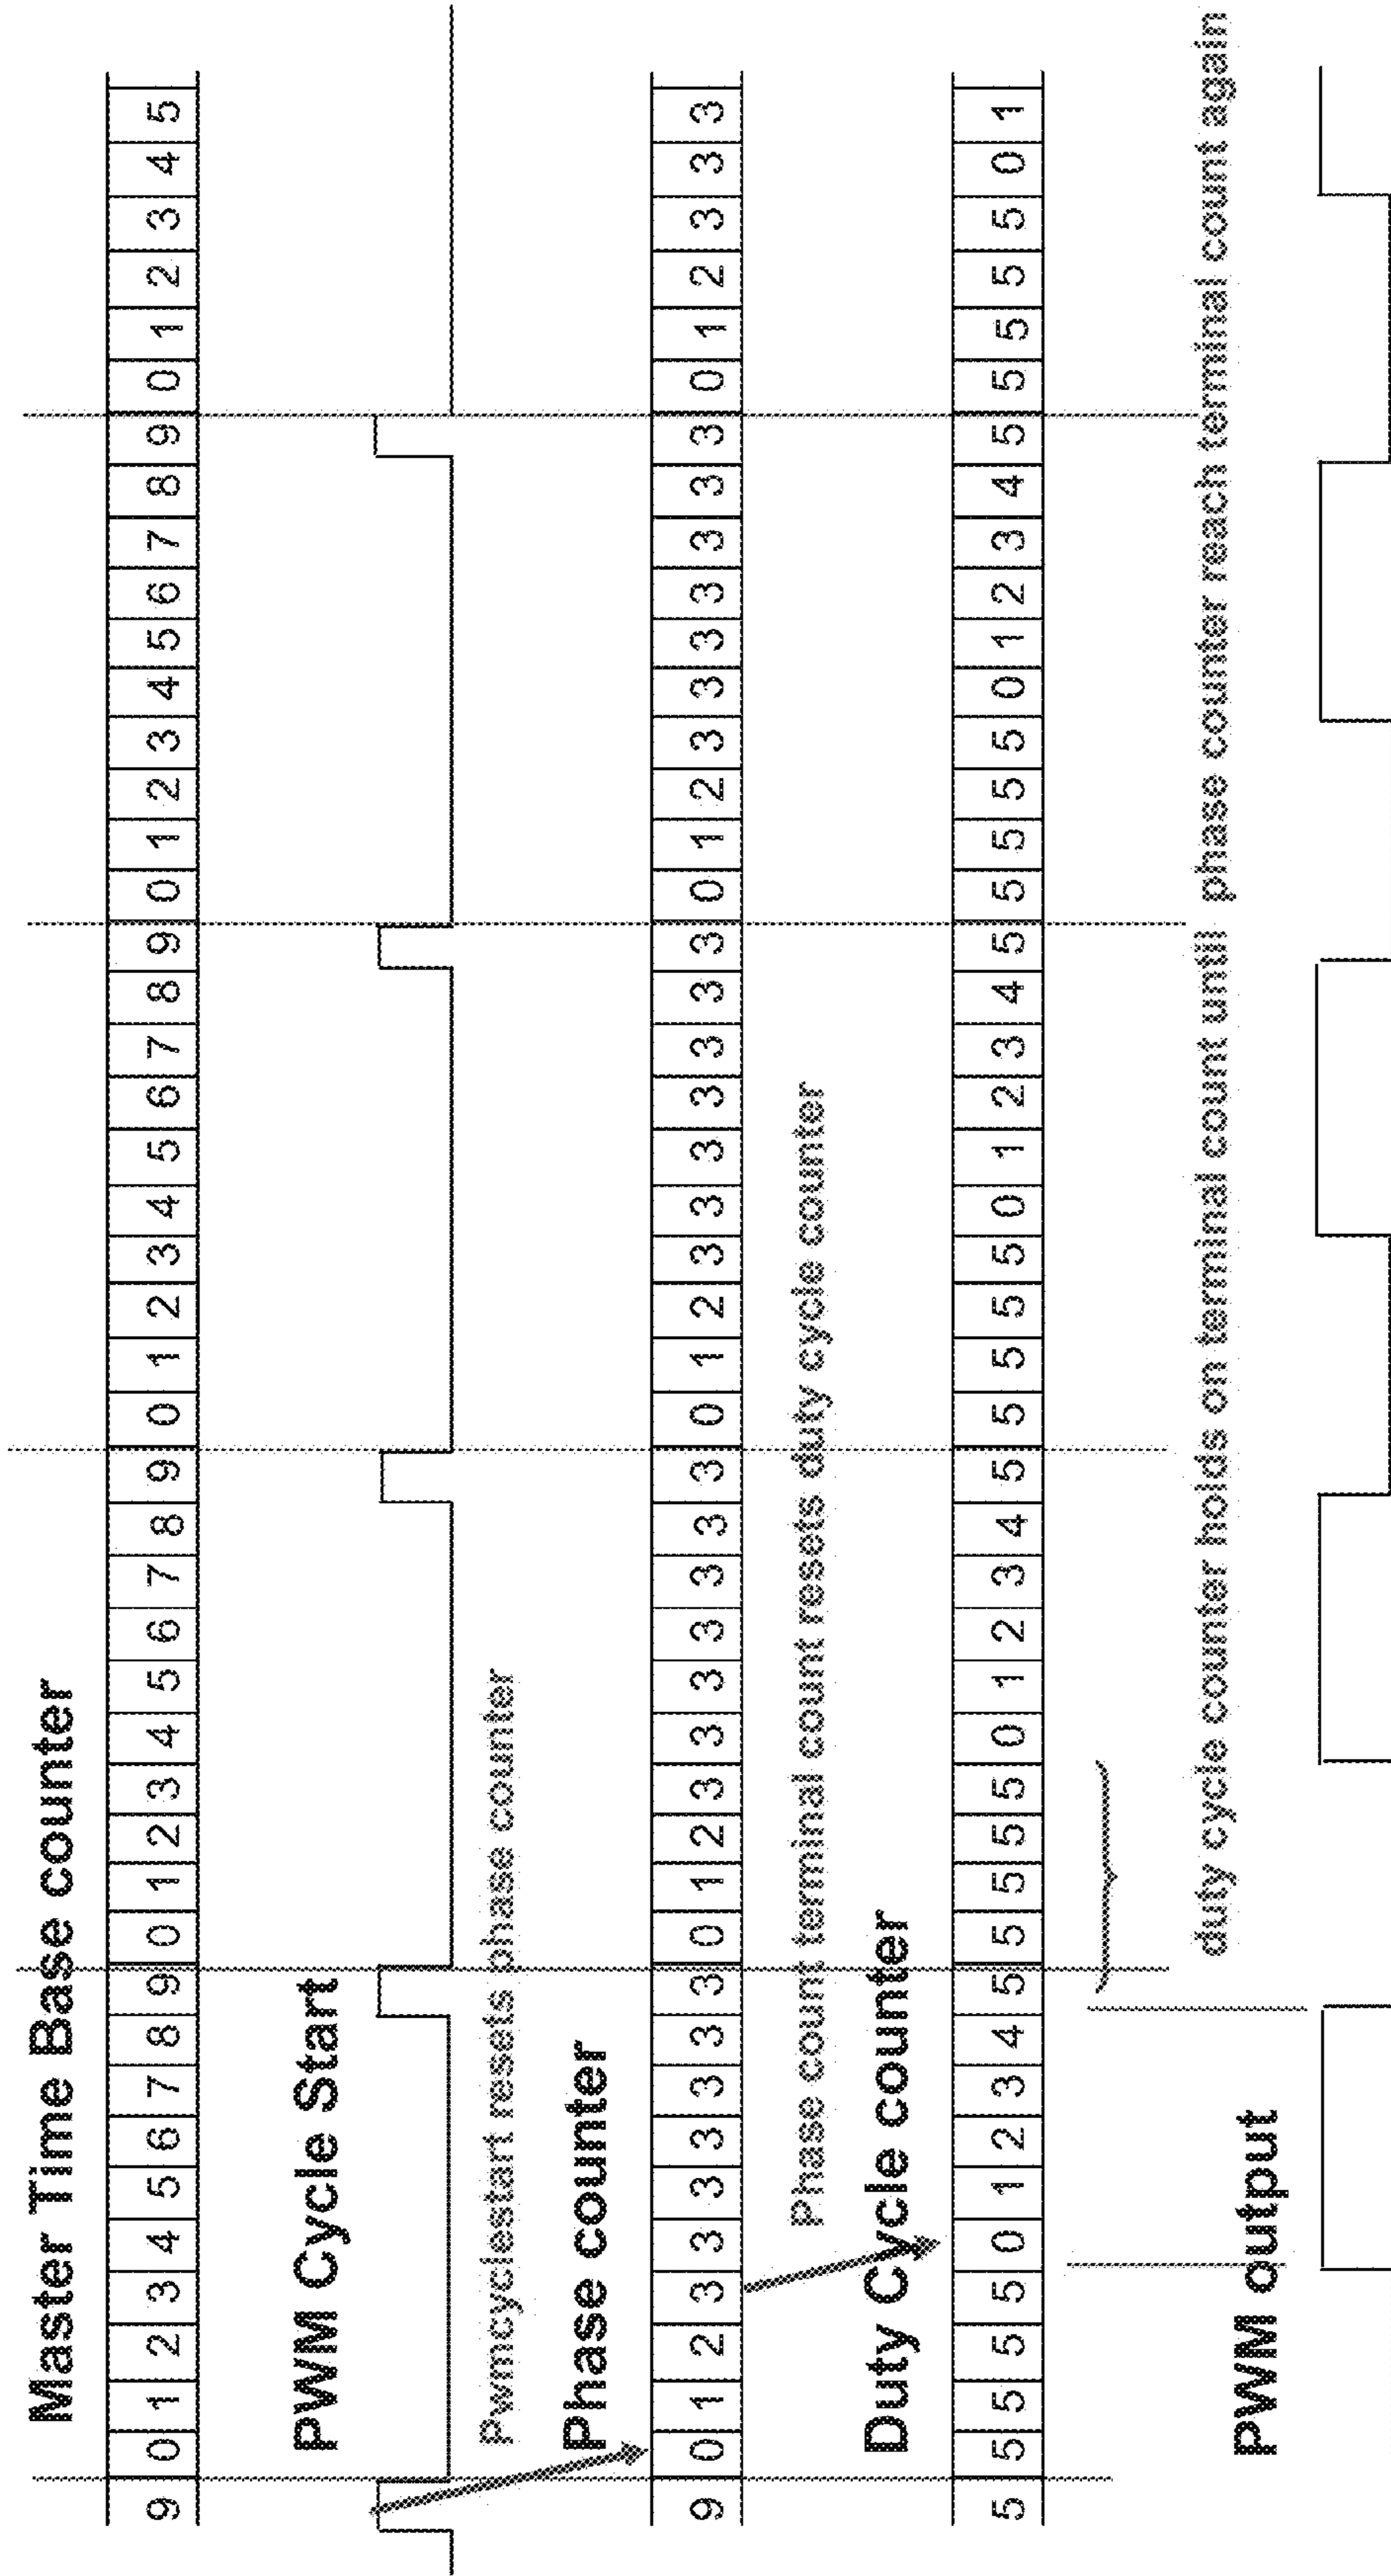 Master Time Base counter
9 0 1 2 3 4 5 6 7 8 9 0 1 2 3 4 5 6 7 8 9 0 1 2 3 4 5 6 7 8 9 0 1 2 3 4 5 6 7 8 9 0 1 2 3 4 5
PWM Cycle Start
Pwmcyclestart resets phase counter
Phase counter
9 0 1 2 3 3 3 3 3 3 3 0 1 2 3 3 3 3 3 3 3 0 1 2 3 3 3 3 3 3 3 0 1 2 3 3 3 3 3 3 3 0 1 2 3 3 3
Phase count terminal count resets duty cycle counter
Duty Cycle counter
5 5 5 5 5 0 1 2 3 4 5 5 5 5 5 0 1 2 3 4 5 5 5 5 5 0 1 2 3 4 5 5 5 5 5 0 1 2 3 4 5 5 5 5 5 0 1
duty cycle counter holds on terminal count until phase counter reach terminal count again
PWM output